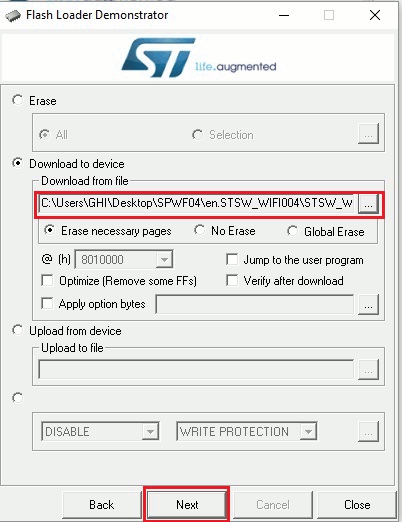 Flash Loader Demonstrator
ST life.augmented
Erase
All Selection ...
Download to device
Download from file
C:\Users\GHI\Desktop\SPWF04\en.STSW_WIFI004\STSW_W ...
Erase necessary pages No Erase Global Erase
@ (h) 8010000 Jump to the user program
Optimize (Remove some FFs) Verify after download
Apply option bytes ...
Upload from device
Upload to file
...
DISABLE WRITE PROTECTION ...
Back Next Cancel Close